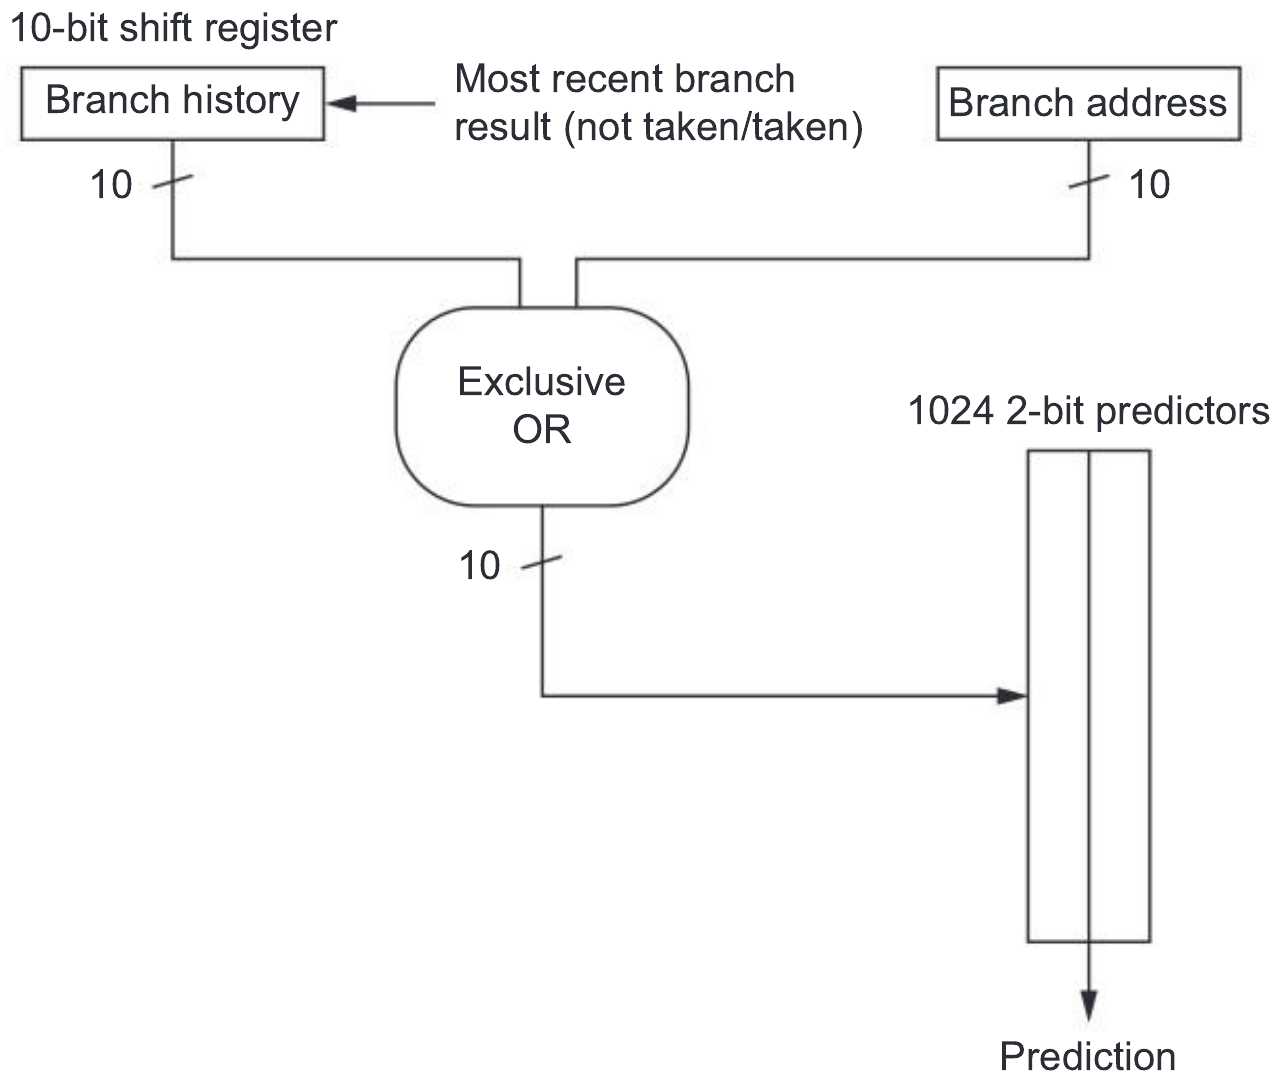 10-bit shift register
Branch history
Most recent branch
result (not taken/taken)
Branch address
10
10
Exclusive
OR
1024 2-bit predictors
10
Prediction